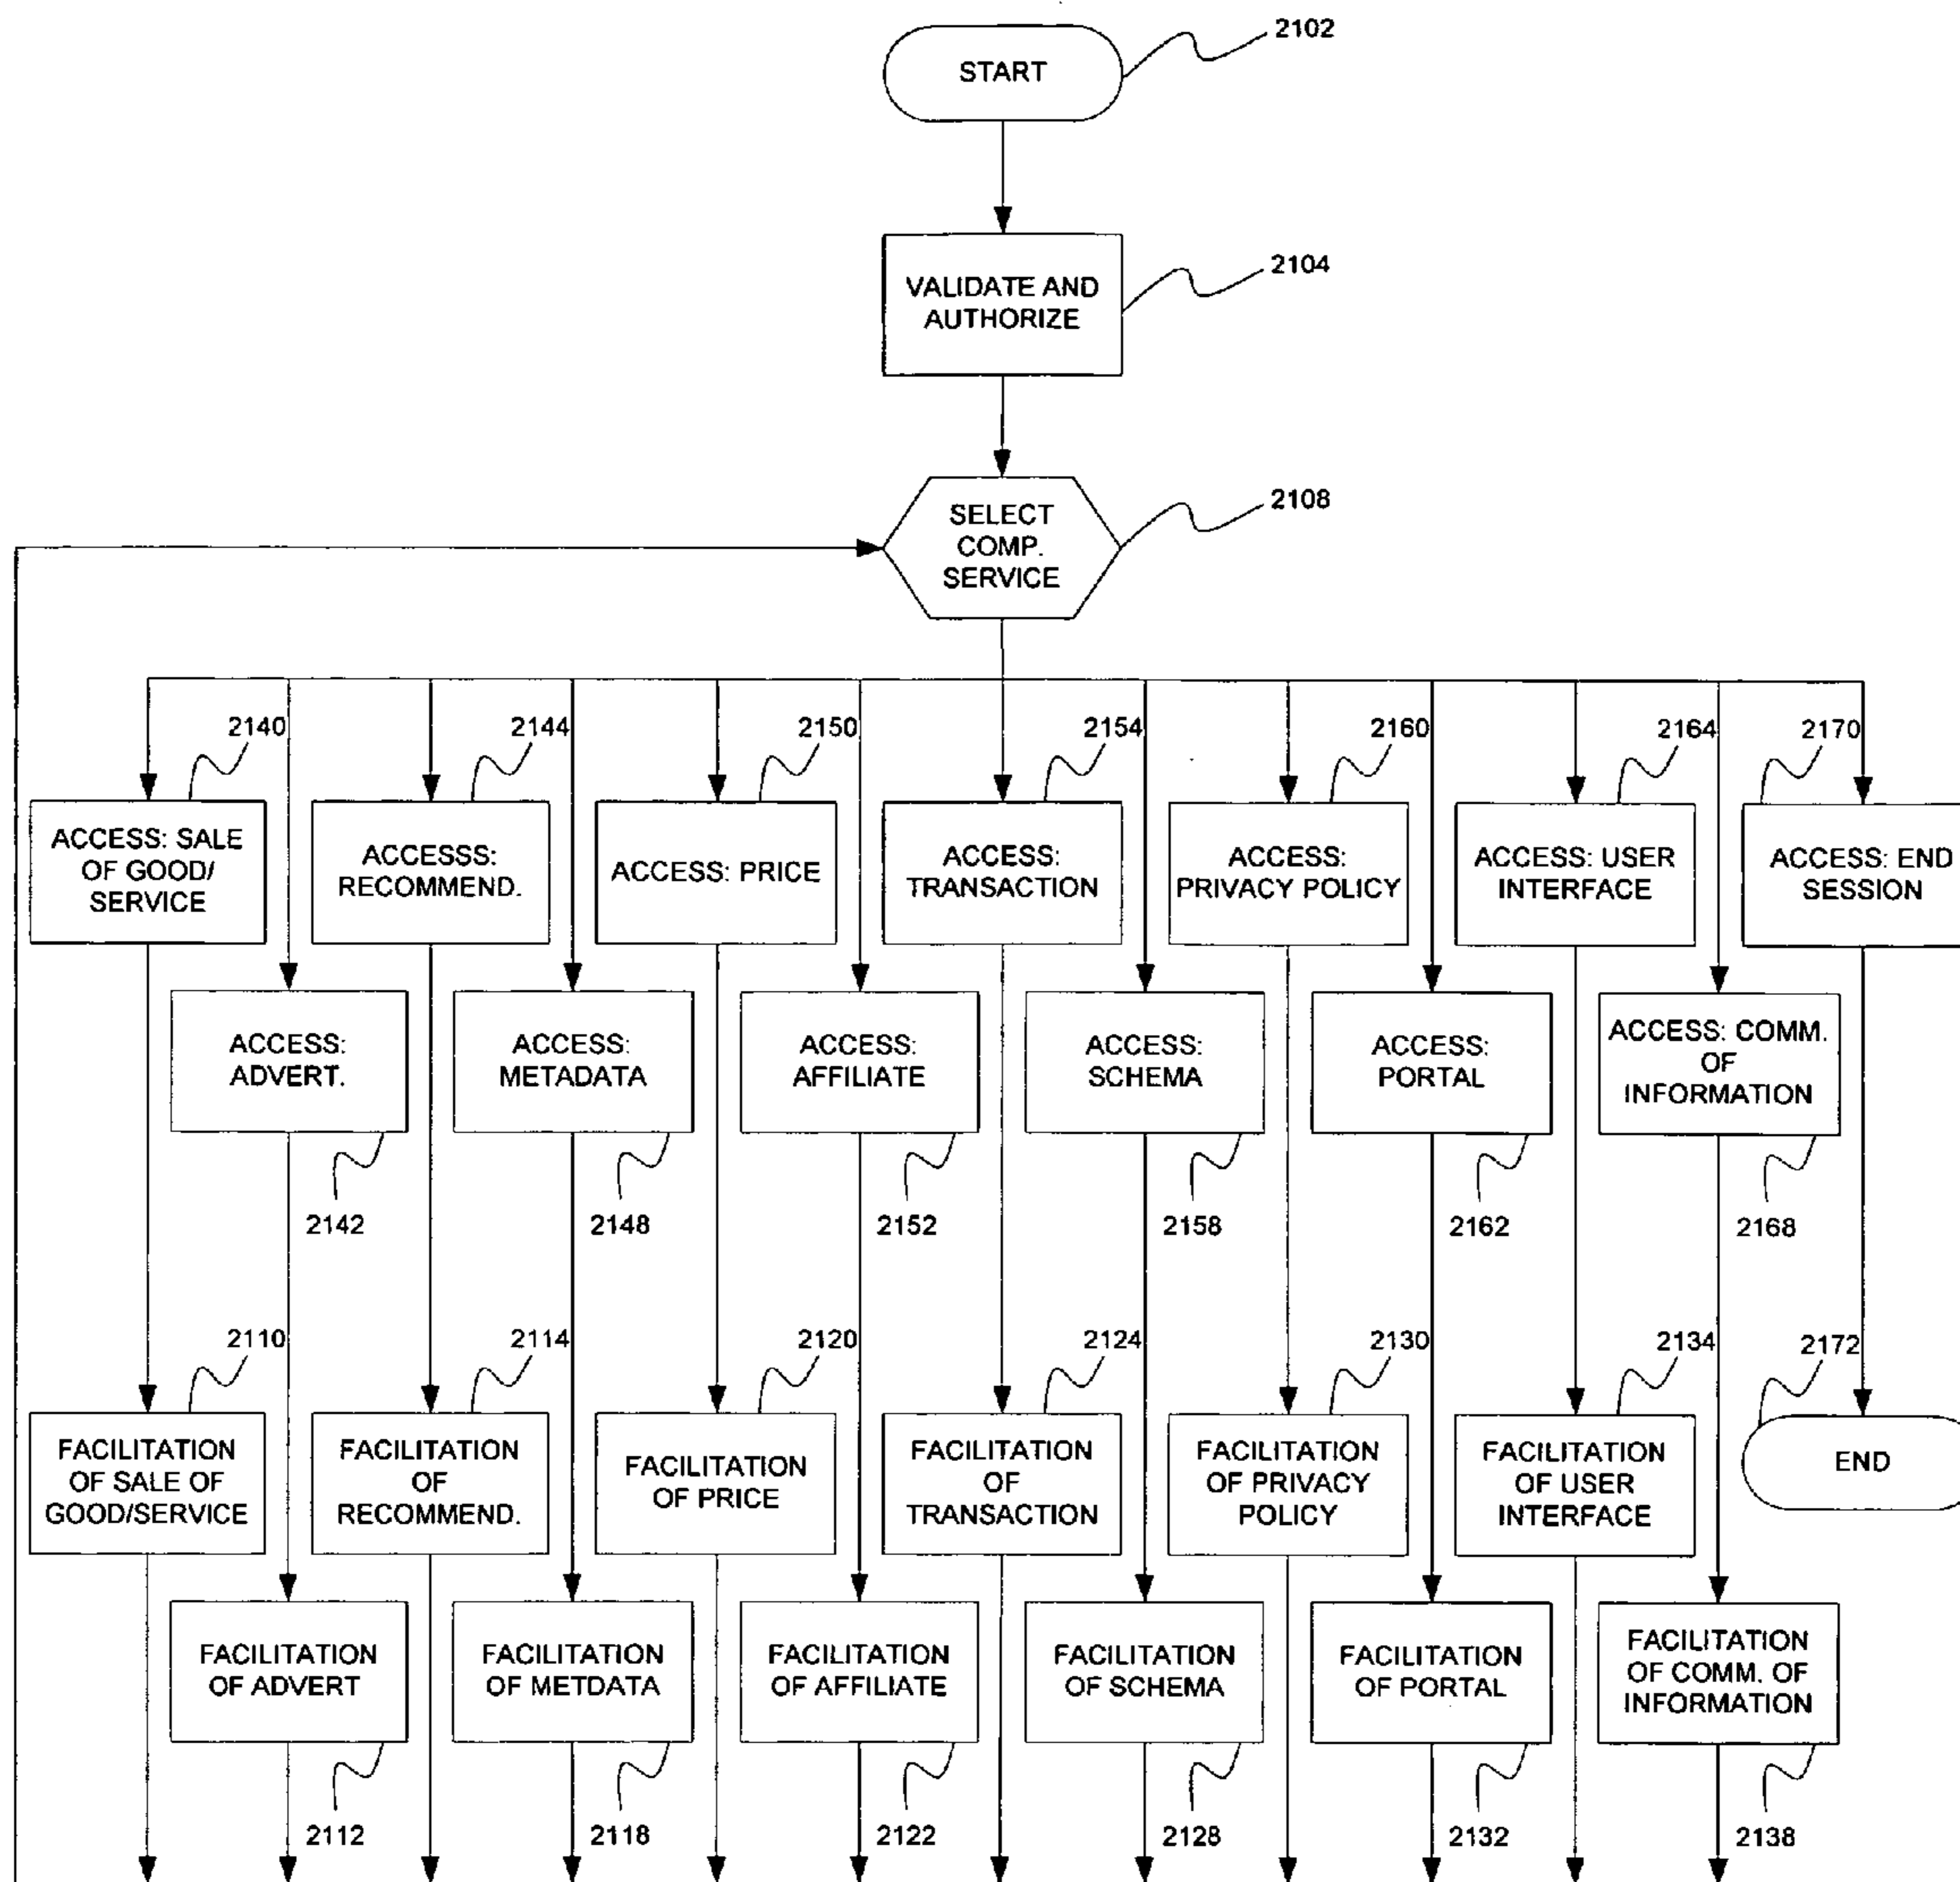 START
2102
VALIDATE AND
AUTHORIZE
2104
SELECT
COMP.
SERVICE
2108
2140
2144
2150
2154
2160
2164
2170
ACCESS: SALE
OF GOOD/
SERVICE
ACCESSS:
RECOMMEND.
ACCESS: PRICE
ACCESS:
TRANSACTION
ACCESS:
PRIVACY POLICY
ACCESS: USER
INTERFACE
ACCESS: END
SESSION
ACCESS:
ADVERT.
ACCESS:
METADATA
ACCESS:
AFFILIATE
ACCESS:
SCHEMA
ACCESS:
PORTAL
ACCESS: COMM.
OF
INFORMATION
2142
2148
2152
2158
2162
2168
2110
2114
2120
2124
2130
2134
2172
FACILITATION
OF SALE OF
GOOD/SERVICE
FACILITATION
OF
RECOMMEND.
FACILITATION
OF PRICE
FACILITATION
OF
TRANSACTION
FACILITATION
OF PRIVACY
POLICY
FACILITATION
OF USER
INTERFACE
END
FACILITATION
OF ADVERT
FACILITATION
OF METDATA
FACILITATION
OF AFFILIATE
FACILITATION
OF SCHEMA
FACILITATION
OF PORTAL
FACILITATION
OF COMM. OF
INFORMATION
2112
2118
2122
2128
2132
2138